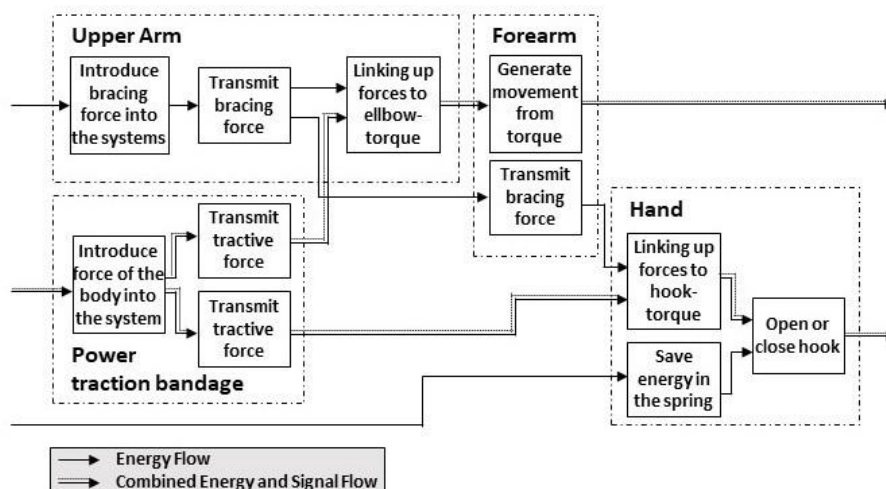 Upper Arm
Introduce
bracing
force into
the systems
Transmit
bracing
force
Linking up
forces to
ellbow-
torque
Forearm
Generate
movement
from
torque
Transmit
bracing
force
Introduce
force of the
body into
the system
Transmit
tractive
force
Transmit
tractive
force
Power
traction bandage
Hand
Linking up
forces to
hook-
torque
Save
energy in
the spring
Open or
close hook
Energy Flow
Combined Energy and Signal Flow